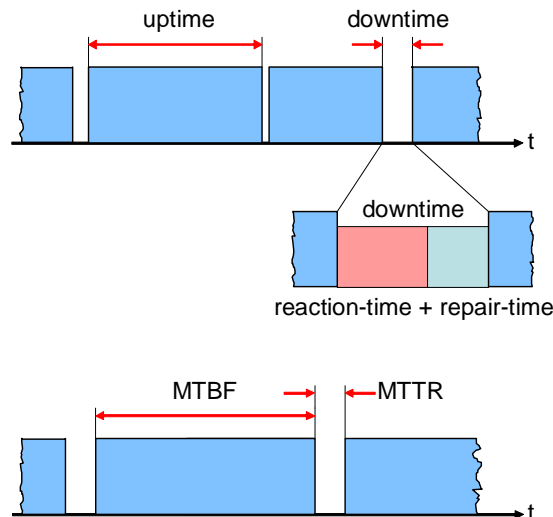 uptime
downtime
t
downtime
reaction-time + repair-time
MTBF
MTTR
t